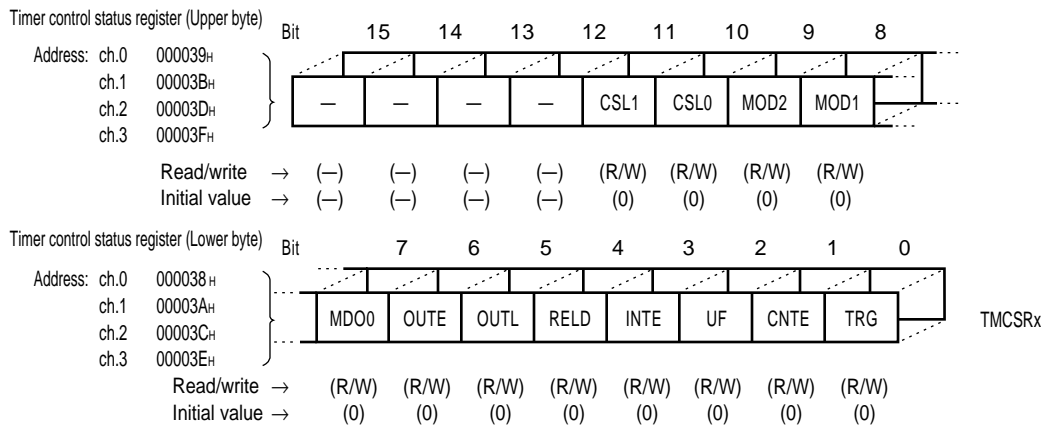 Timer control status register (Upper byte)
Bit 15 14 13 12 11 10 9 8
Address: ch.0 000039H
ch.1 00003BH
ch.2 00003DH
ch.3 00003FH
— — — — CSL1 CSL0 MOD2 MOD1
Read/write → (—) (—) (—) (—) (R/W) (R/W) (R/W) (R/W)
Initial value → (—) (—) (—) (—) (0) (0) (0) (0)
Timer control status register (Lower byte)
Bit 7 6 5 4 3 2 1 0
Address: ch.0 000038H
ch.1 00003AH
ch.2 00003CH
ch.3 00003EH
MDO0 OUTE OUTL RELD INTE UF CNTE TRG
TMCSRx
Read/write → (R/W) (R/W) (R/W) (R/W) (R/W) (R/W) (R/W) (R/W)
Initial value → (0) (0) (0) (0) (0) (0) (0) (0)